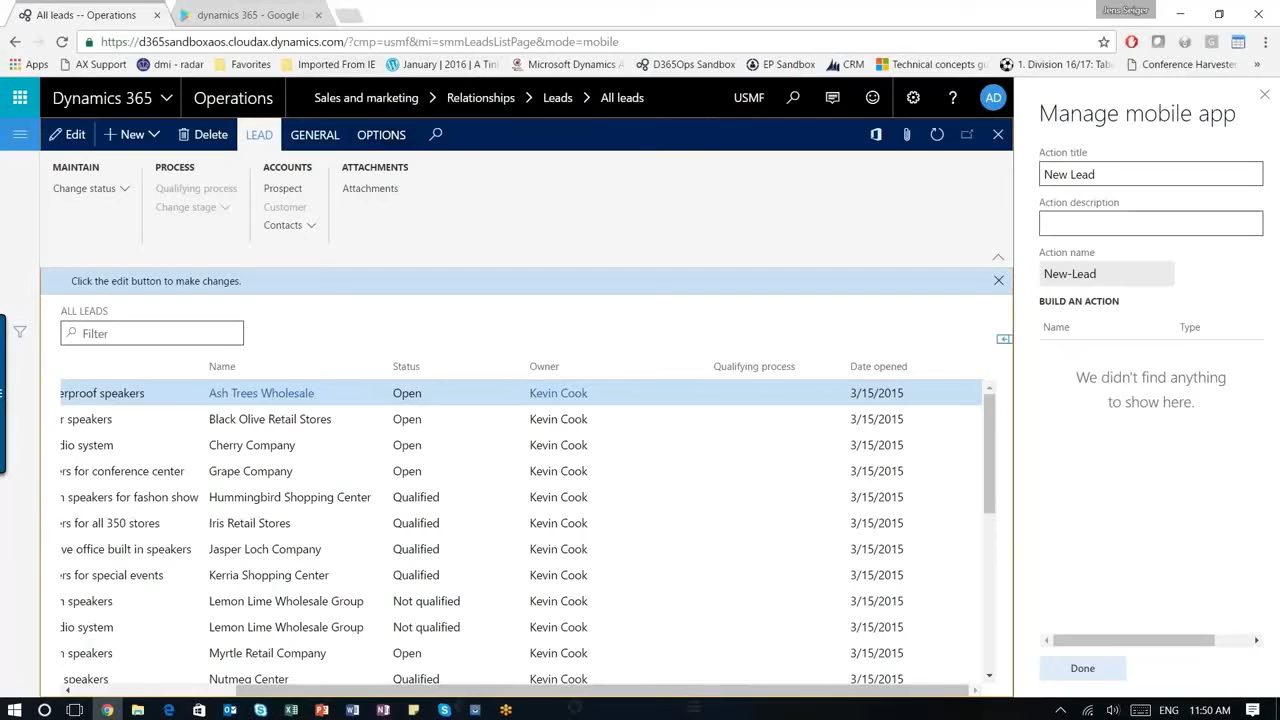 All leads -- Operations
dynamics 365 - Google
Jens Seiger
https://d365sandboxaos.cloudax.dynamics.com/?cmp=usmf&mi=smmLeadsListPage&mode=mobile
Apps AX Support dmi - radar Favorites Imported From IE January | 2016 | A Tin Microsoft Dynamics A D365Ops Sandbox EP Sandbox CRM Technical concepts gu 1. Division 16/17: Tabe Conference Harvester »
Dynamics 365 Operations Sales and marketing Relationships Leads All leads USMF ? AD
Edit New Delete LEAD GENERAL OPTIONS
MAINTAIN PROCESS ACCOUNTS ATTACHMENTS
Change status Qualifying process Prospect Attachments
Change stage Customer
Contacts
Click the edit button to make changes.
ALL LEADS
Filter
Name Status Owner Qualifying process Date opened
erproof speakers Ash Trees Wholesale Open Kevin Cook 3/15/2015
r speakers Black Olive Retail Stores Open Kevin Cook 3/15/2015
dio system Cherry Company Open Kevin Cook 3/15/2015
ers for conference center Grape Company Open Kevin Cook 3/15/2015
n speakers for fashion show Hummingbird Shopping Center Qualified Kevin Cook 3/15/2015
ers for all 350 stores Iris Retail Stores Qualified Kevin Cook 3/15/2015
ve office built in speakers Jasper Loch Company Qualified Kevin Cook 3/15/2015
ers for special events Kerria Shopping Center Qualified Kevin Cook 3/15/2015
n speakers Lemon Lime Wholesale Group Not qualified Kevin Cook 3/15/2015
dio system Lemon Lime Wholesale Group Not qualified Kevin Cook 3/15/2015
n speakers Myrtle Retail Company Open Kevin Cook 3/15/2015
speakers Nutmeg Center Qualified Kevin Cook 3/15/2015
Manage mobile app
Action title
New Lead
Action description
Action name
New-Lead
BUILD AN ACTION
Name Type
We didn't find anything
to show here.
Done
ENG 11:50 AM